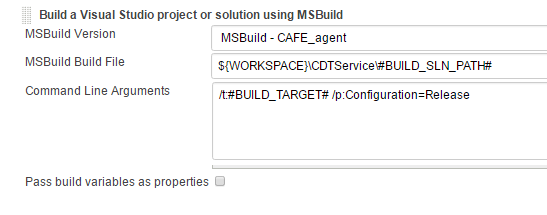 Build a Visual Studio project or solution using MSBuild
MSBuild Version
MSBuild - CAFE_agent
MSBuild Build File
${WORKSPACE}\CDTService\#BUILD_SLN_PATH#
Command Line Arguments
/t:#BUILD_TARGET# /p:Configuration=Release
Pass build variables as properties